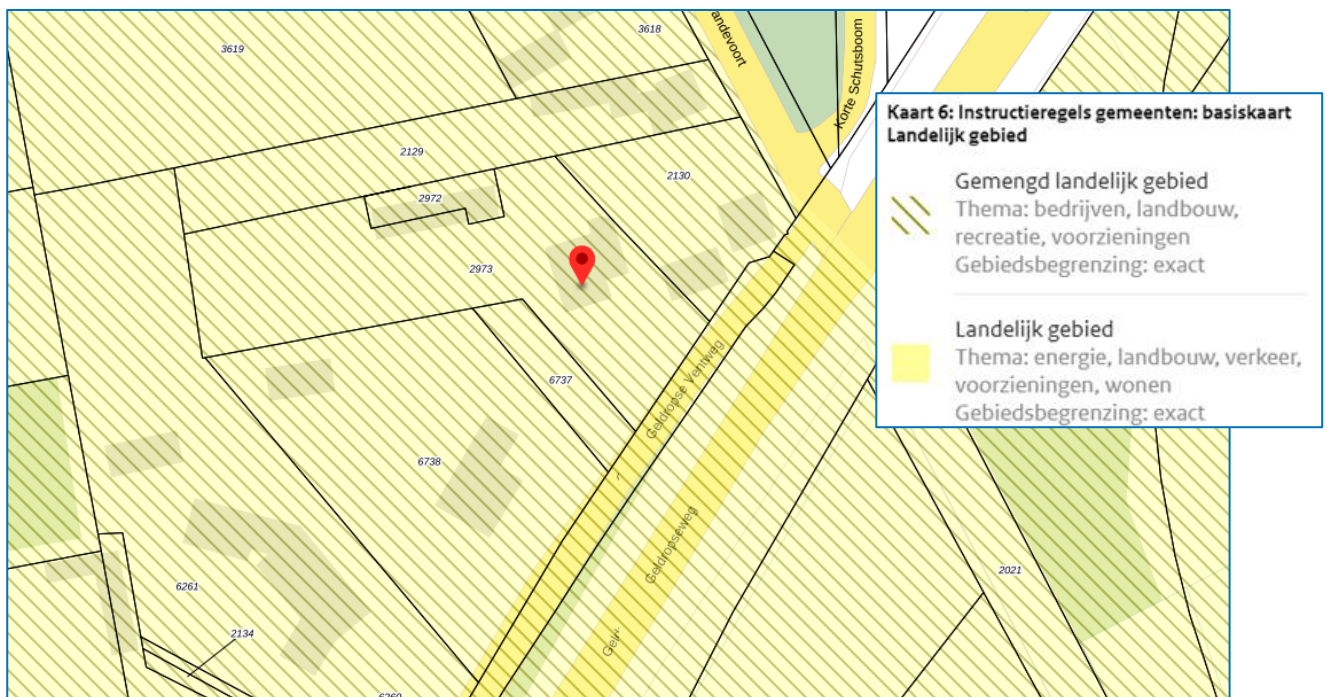 3619
3618
Korte Schutsboom
2129
2130
2972
2973
6737
Geldropse Ventweg
6738
Geldropseweg
2021
6261
2134
Kaart 6: Instructieregels gemeenten: basiskaart
Landelijk gebied
Gemengd landelijk gebied
Thema: bedrijven, landbouw,
recreatie, voorzieningen
Gebiedsbegrenzing: exact
Landelijk gebied
Thema: energie, landbouw, verkeer,
voorzieningen, wonen
Gebiedsbegrenzing: exact